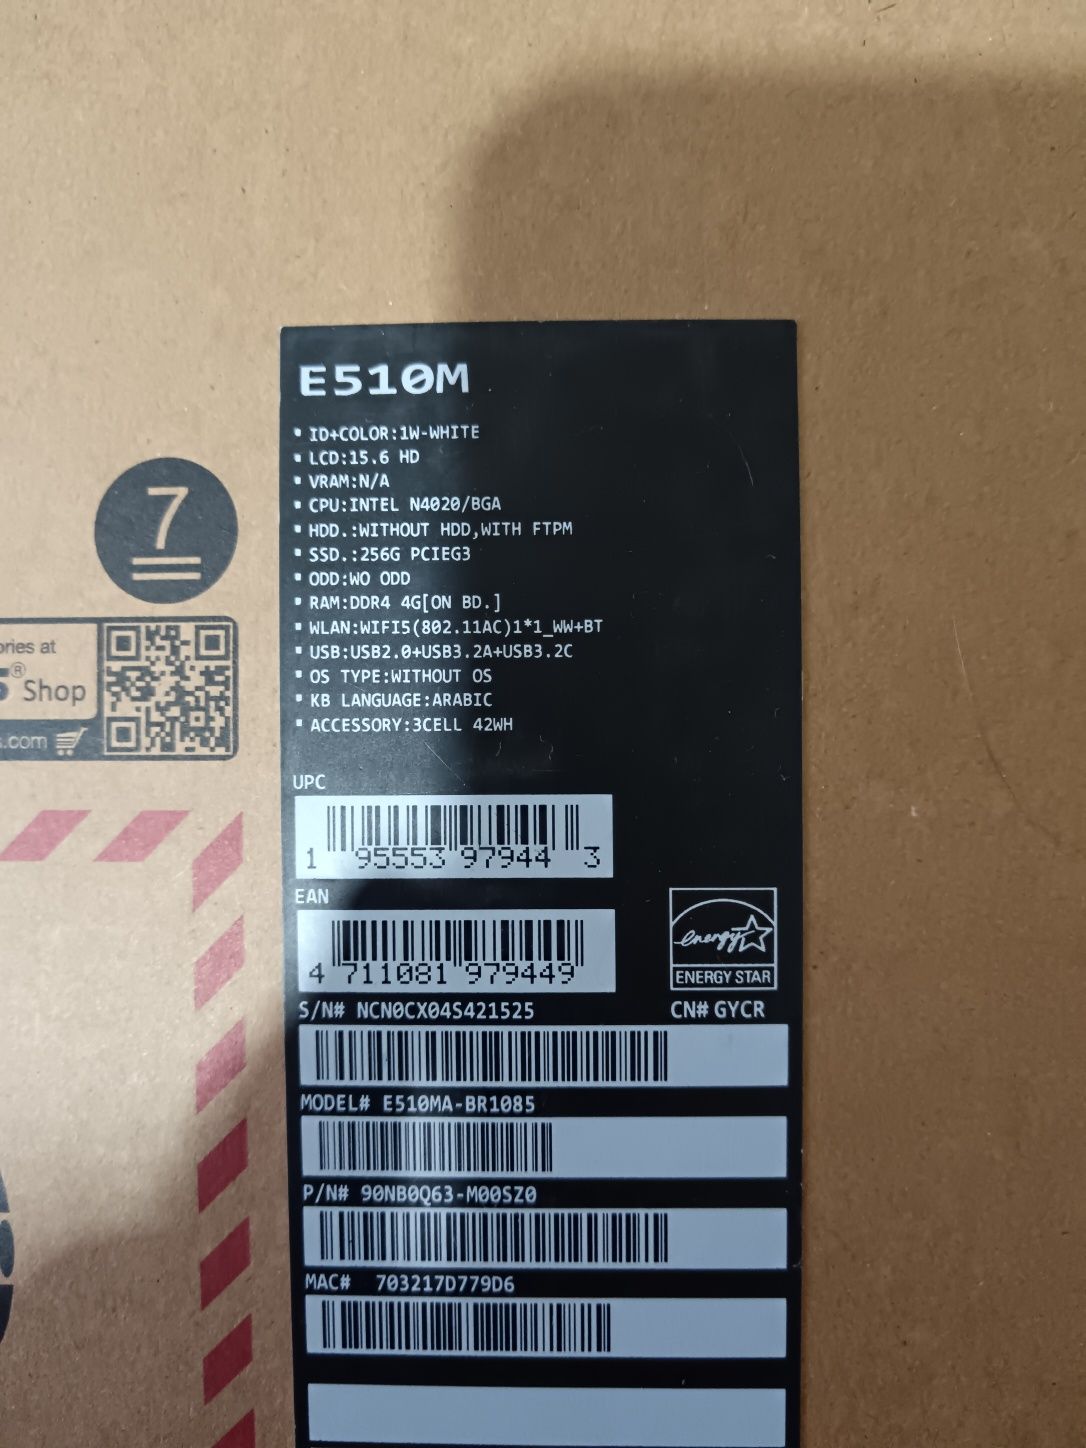 E510M
ID+COLOR:1W-WHITE
LCD:15.6 HD
VRAM:N/A
CPU:INTEL N4020/BGA
HDD.:WITHOUT HDD,WITH FTPM
SSD.:256G PCIEG3
ODD:WO ODD
RAM:DDR4 4G[ON BD.]
WLAN:WIFI5(802.11AC)1*1_WW+BT
USB:USB2.0+USB3.2A+USB3.2C
OS TYPE:WITHOUT OS
KB LANGUAGE:ARABIC
ACCESSORY:3CELL 42WH
7
ories at
S® Shop
s.com
UPC
1 95553 97944 3
EAN
4 711081 979449
energy
ENERGY STAR
S/N# NCN0CX04S421525 CN# GYCR
MODEL# E510MA-BR1085
P/N# 90NB0Q63-M00SZ0
MAC# 703217D779D6